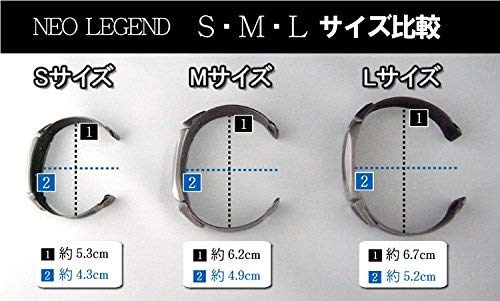 NEO LEGEND S・M・L サイズ比較
Sサイズ Mサイズ Lサイズ
1 1 1
2 2 2
1 約 5.3cm 1 約 6.2cm 1 約 6.7cm
2 約 4.3cm 2 約 4.9cm 2 約 5.2cm